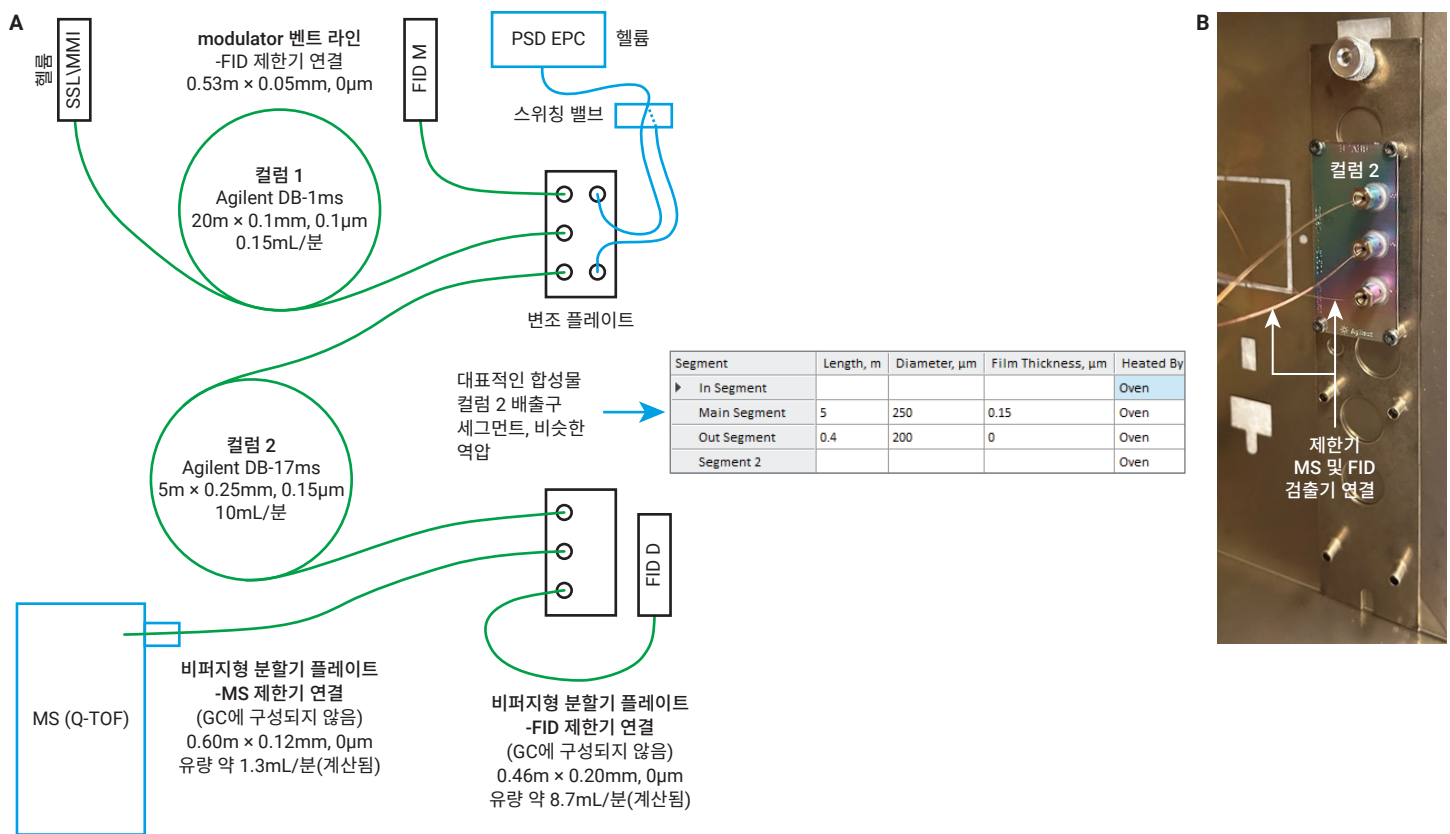 A
헬륨
SSL\MMI
modulator 벤트 라인
-FID 제한기 연결
0.53m × 0.05mm, 0µm
FID M
PSD EPC
헬륨
스위칭 밸브
컬럼 1
Agilent DB-1ms
20m × 0.1mm, 0.1µm
0.15mL/분
변조 플레이트
대표적인 합성물
컬럼 2 배출구
세그먼트, 비슷한
역압
Segment Length, m Diameter, µm Film Thickness, µm Heated By
In Segment Oven
Main Segment 5 250 0.15 Oven
Out Segment 0.4 200 0 Oven
Segment 2 Oven
컬럼 2
Agilent DB-17ms
5m × 0.25mm, 0.15µm
10mL/분
FID D
MS (Q-TOF)
비퍼지형 분할기 플레이트
-MS 제한기 연결
(GC에 구성되지 않음)
0.60m × 0.12mm, 0µm
유량 약 1.3mL/분(계산됨)
비퍼지형 분할기 플레이트
-FID 제한기 연결
(GC에 구성되지 않음)
0.46m × 0.20mm, 0µm
유량 약 8.7mL/분(계산됨)
B
컬럼 2
Agilent
제한기
MS 및 FID
검출기 연결